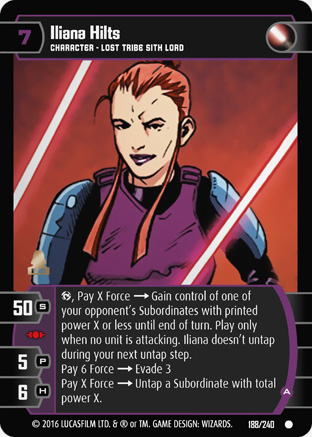 7
Iliana Hilts
CHARACTER - LOST TRIBE SITH LORD
50 S
5 P
6 H
, Pay X Force → Gain control of one
of your opponent's Subordinates with printed
power X or less until end of turn. Play only
when no unit is attacking. Iliana doesn't untap
during your next untap step.
Pay 6 Force → Evade 3
Pay X Force → Untap a Subordinate with total
power X.
A
© 2016 LUCASFILM LTD. & ® or TM. GAME DESIGN: WIZARDS. 188/240